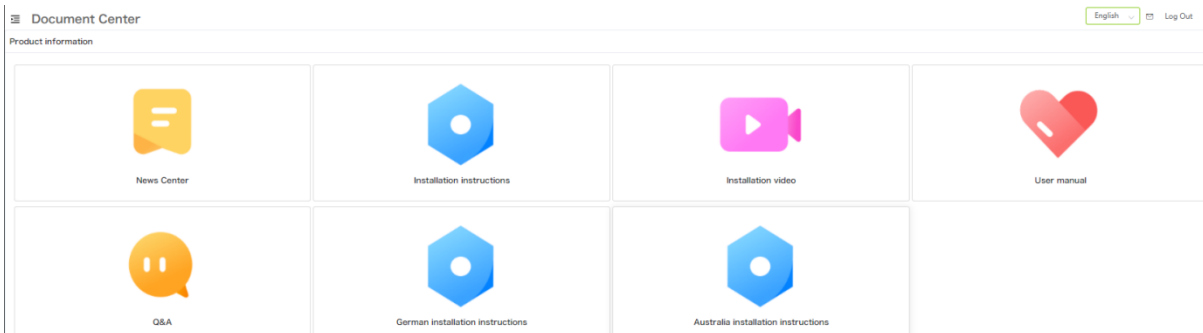 Document Center
English
Log Out
Product information
News Center
Installation instructions
Installation video
User manual
Q&A
German installation instructions
Australia installation instructions